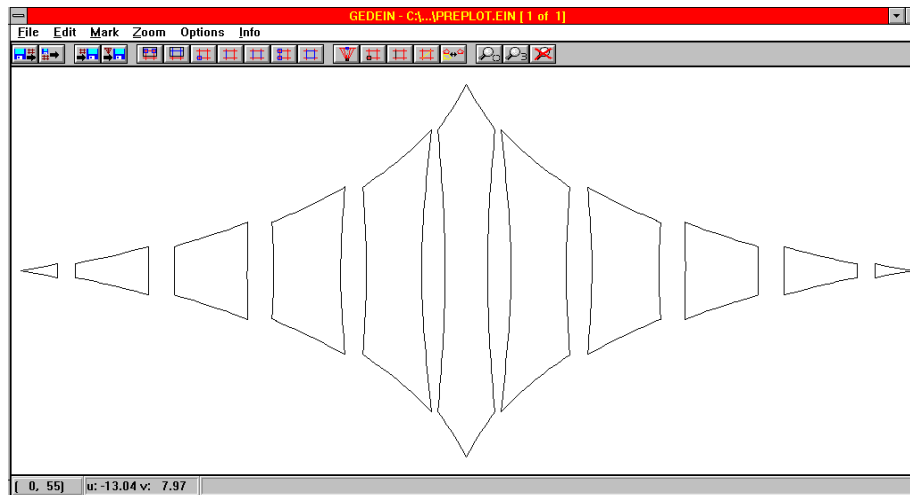 GEDEIN - C:\...\PREPLOT.EIN [ 1 of 1]
File Edit Mark Zoom Options Info
[ 0, 55] u: -13.04 v: 7.97